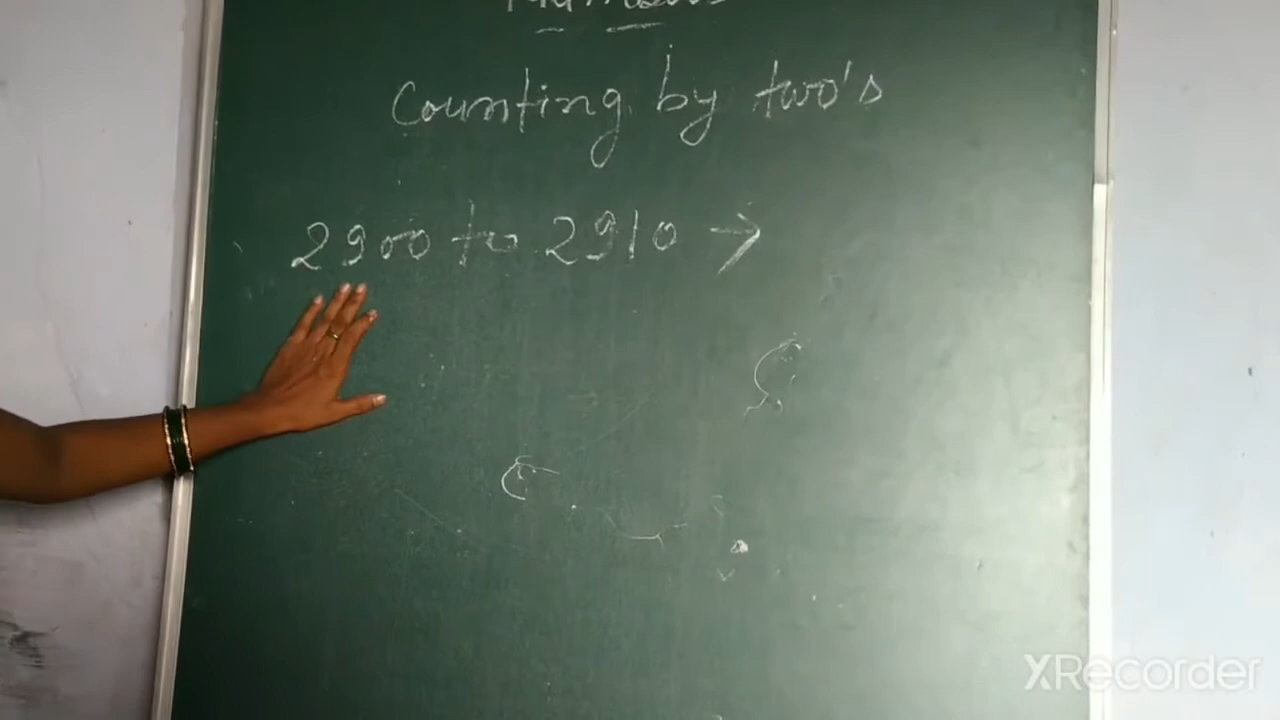 Counting by two's
2900 to 2910 →
XRecorder